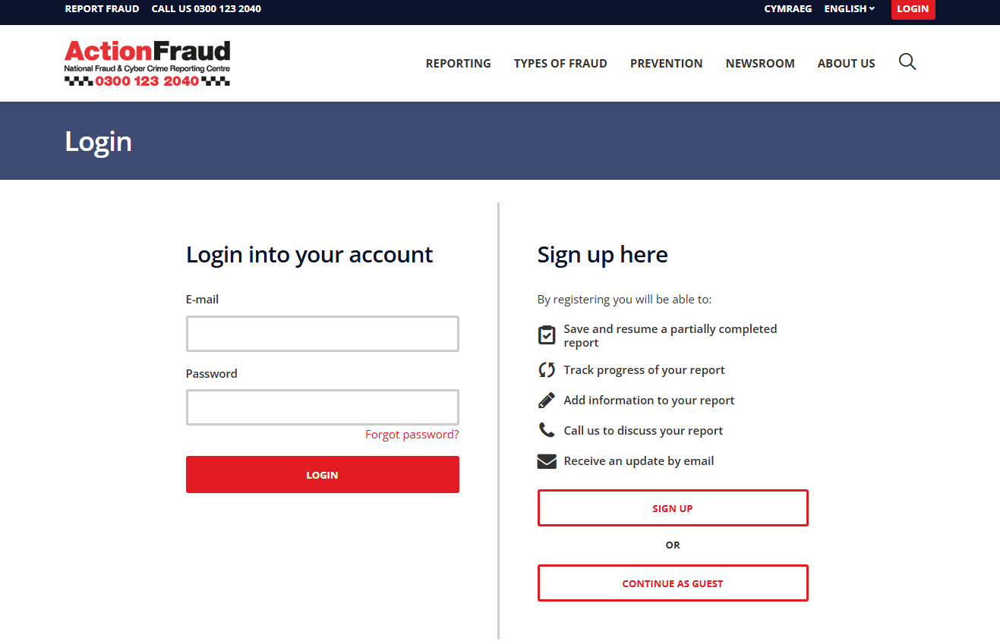 REPORT FRAUD CALL US 0300 123 2040 CYMRAEG ENGLISH LOGIN
ActionFraud
National Fraud & Cyber Crime Reporting Centre
0300 123 2040
REPORTING TYPES OF FRAUD PREVENTION NEWSROOM ABOUT US
Login
Login into your account
E-mail
Password
Forgot password?
LOGIN
Sign up here
By registering you will be able to:
Save and resume a partially completed
report
Track progress of your report
Add information to your report
Call us to discuss your report
Receive an update by email
SIGN UP
OR
CONTINUE AS GUEST